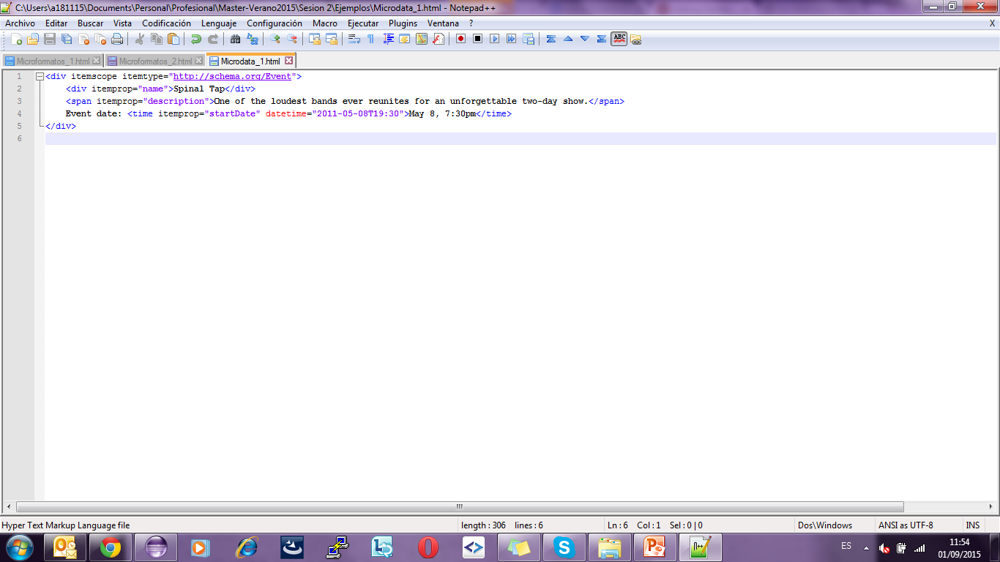 C:\Users\a181115\Documents\Personal\Profesional\Master-Verano2015\Sesion 2\Ejemplos\Microdata_1.html - Notepad++
Archivo Editar Buscar Vista Codificación Lenguaje Configuración Macro Ejecutar Plugins Ventana ? X
ABC
Microformatos_1.html Microformatos_2.html Microdata_1.html
1 <div itemscope itemtype="http://schema.org/Event">
2 <div itemprop="name">Spinal Tap</div>
3 <span itemprop="description">One of the loudest bands ever reunites for an unforgettable two-day show.</span>
4 Event date: <time itemprop="startDate" datetime="2011-05-08T19:30">May 8, 7:30pm</time>
5 </div>
6
Hyper Text Markup Language file length : 306 lines : 6 Ln : 6 Col : 1 Sel : 0 | 0 Dos\Windows ANSI as UTF-8 INS
ES 11:54
01/09/2015